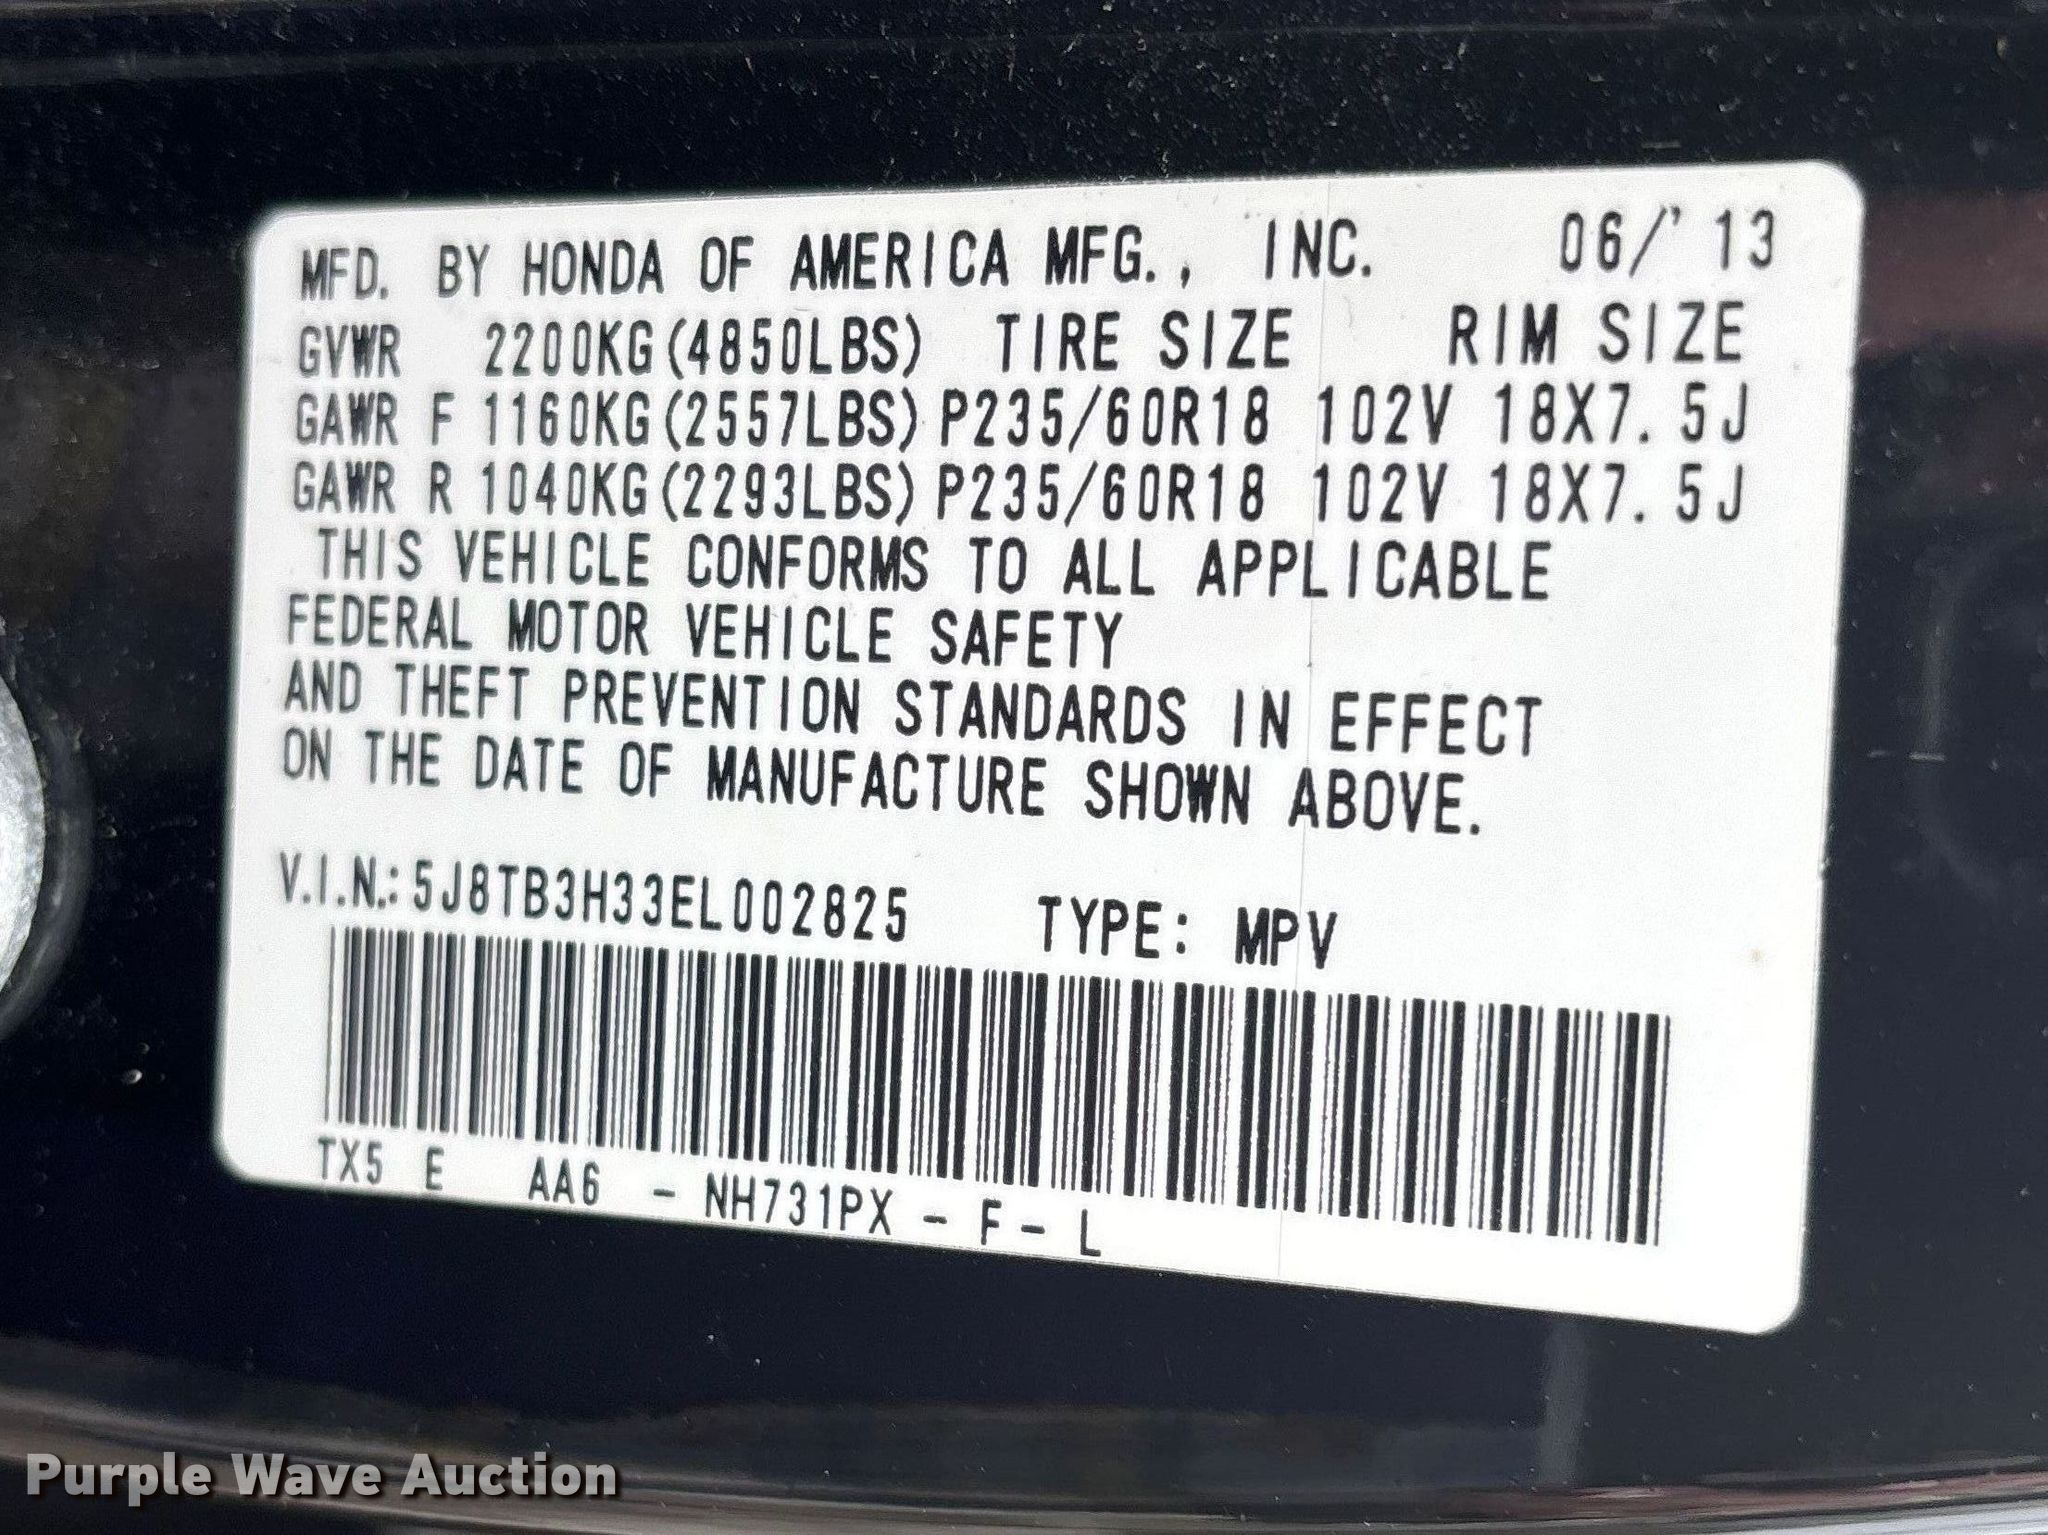 MFD. BY HONDA OF AMERICA MFG., INC. 06/'13
GVWR 2200KG(4850LBS) TIRE SIZE RIM SIZE
GAWR F 1160KG(2557LBS) P235/60R18 102V 18X7.5J
GAWR R 1040KG(2293LBS) P235/60R18 102V 18X7.5J
THIS VEHICLE CONFORMS TO ALL APPLICABLE
FEDERAL MOTOR VEHICLE SAFETY
AND THEFT PREVENTION STANDARDS IN EFFECT
ON THE DATE OF MANUFACTURE SHOWN ABOVE.
V.I.N.: 5J8TB3H33EL002825 TYPE: MPV
TX5 E AA6 - NH731PX - F - L
Purple Wave Auction